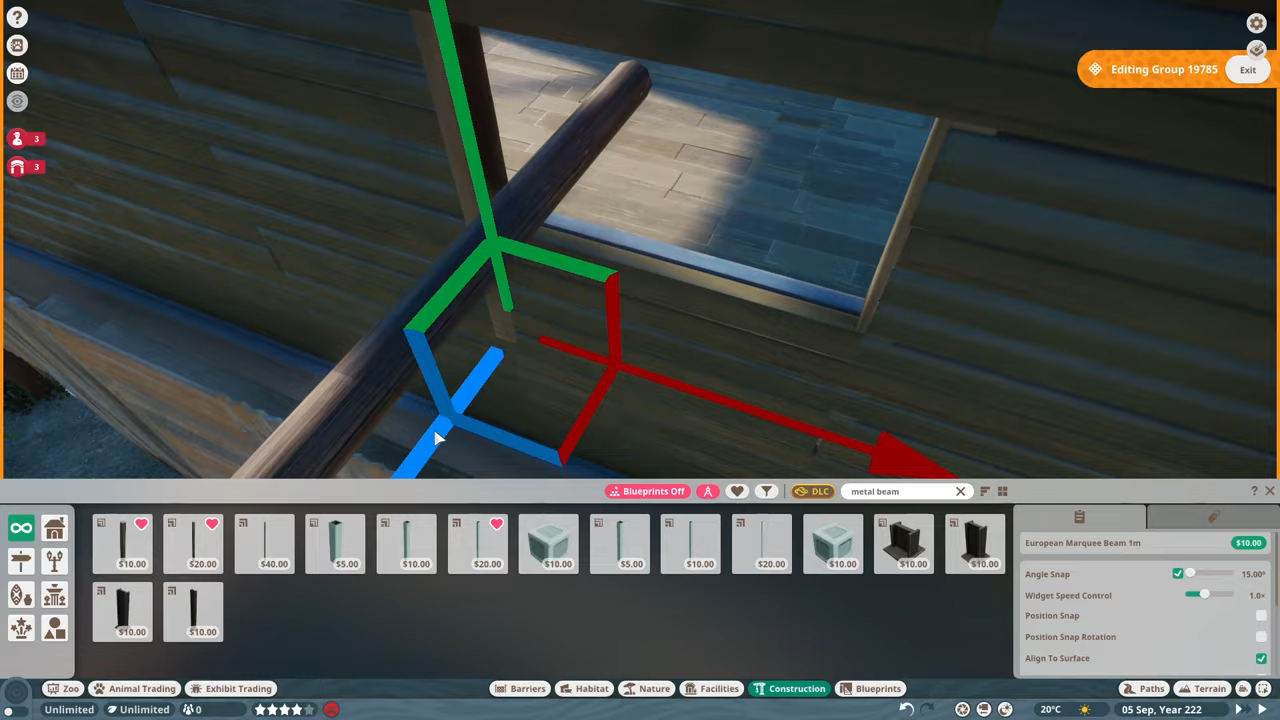 ?
Editing Group 19785
Exit
3
3
Blueprints Off
DLC
metal beam
?
$10.00
$20.00
$40.00
$5.00
$10.00
$20.00
$10.00
$5.00
$10.00
$20.00
$10.00
$10.00
$10.00
$10.00
$10.00
European Marquee Beam 1m
$10.00
Angle Snap
15.00°
Widget Speed Control
1.0×
Position Snap
Position Snap Rotation
Align To Surface
Zoo
Animal Trading
Exhibit Trading
Barriers
Habitat
Nature
Facilities
Construction
Blueprints
Paths
Terrain
Unlimited
Unlimited
0
20°C
05 Sep, Year 222